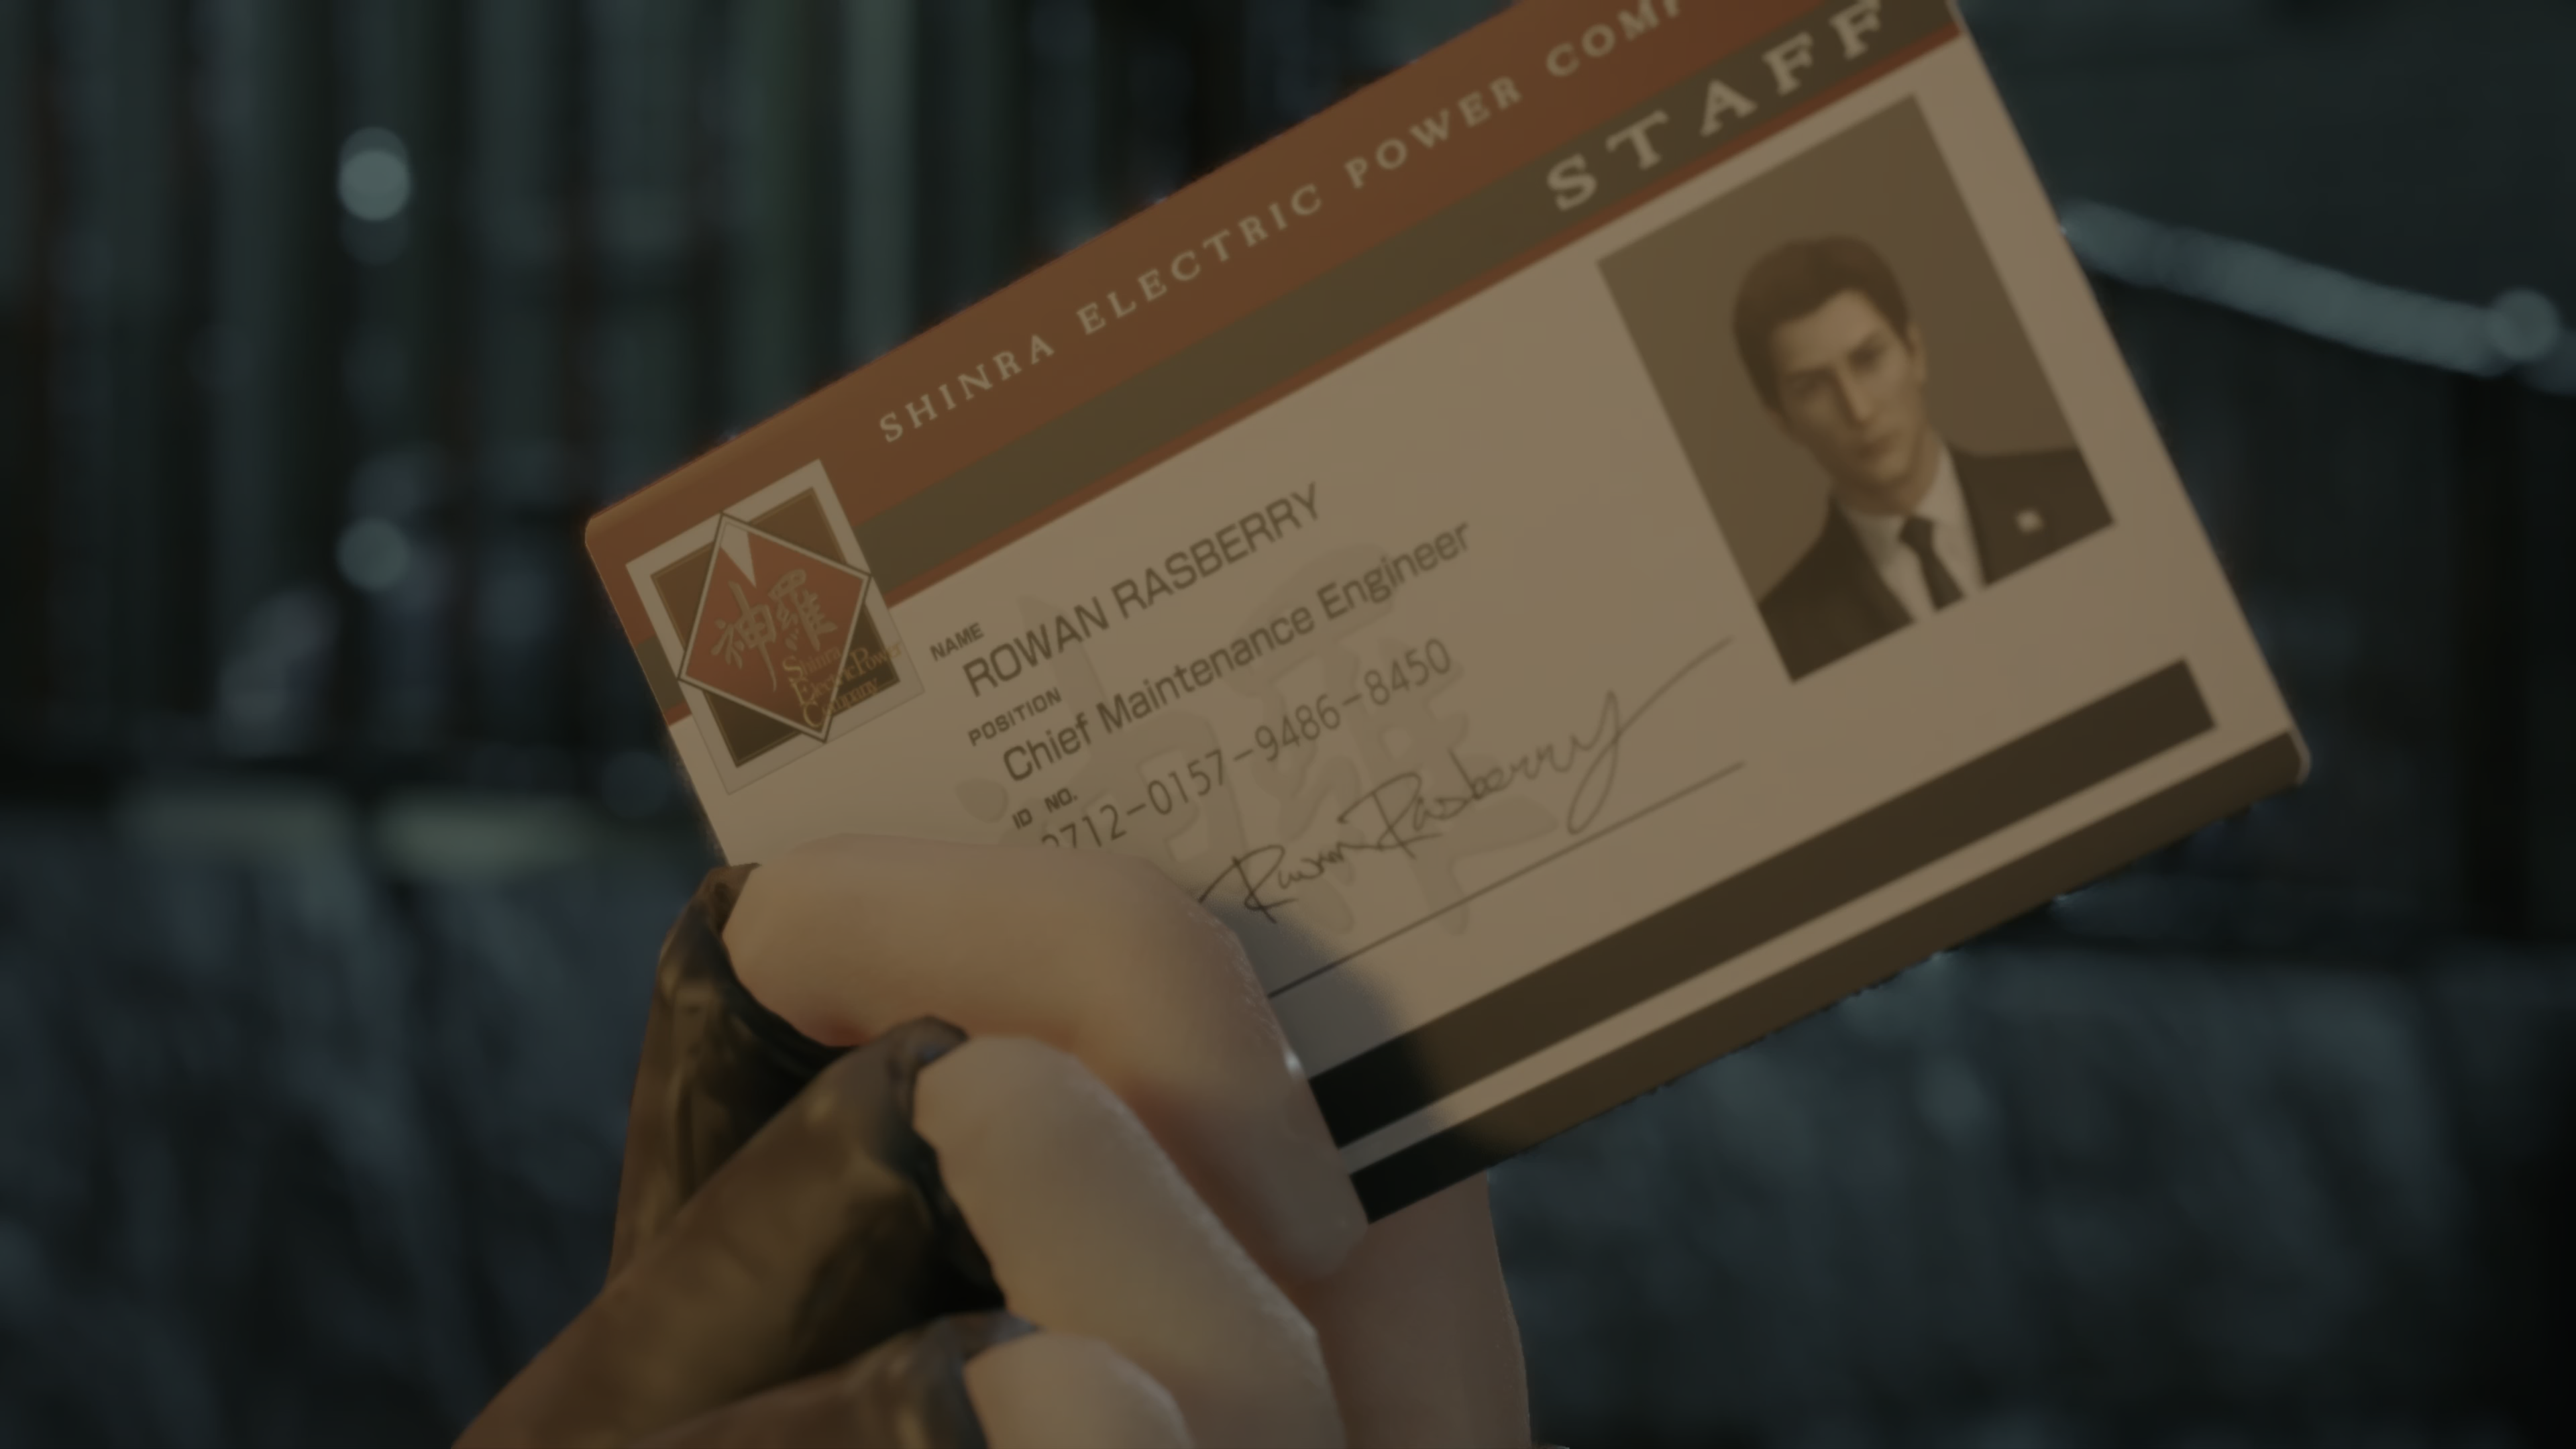 SHINRA ELECTRIC POWER
STAFF
神羅
Shinra
Electric Power
Company
NAME
ROWAN RASBERRY
POSITION
Chief Maintenance Engineer
ID NO.
712-0157-9486-8450
Rowan Rasberry